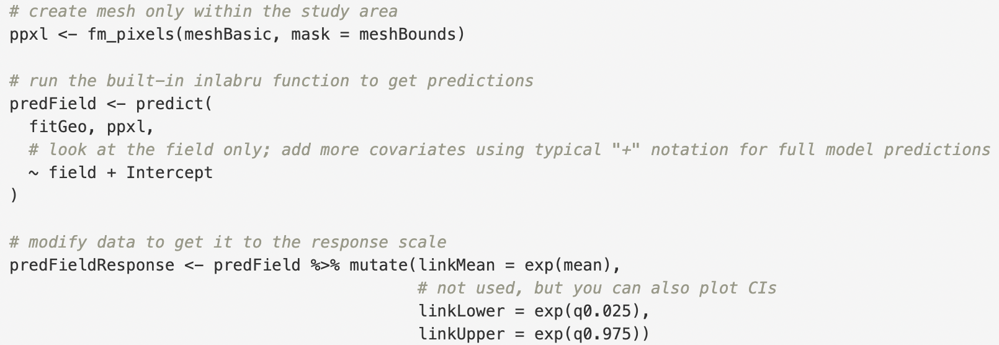 # create mesh only within the study area
ppxl <- fm_pixels(meshBasic, mask = meshBounds)

# run the built-in inlabru function to get predictions
predField <- predict(
  fitGeo, ppxl,
  # look at the field only; add more covariates using typical "+" notation for full model predictions
  ~ field + Intercept
)

# modify data to get it to the response scale
predFieldResponse <- predField %>% mutate(linkMean = exp(mean),
                                          # not used, but you can also plot CIs
                                          linkLower = exp(q0.025),
                                          linkUpper = exp(q0.975))